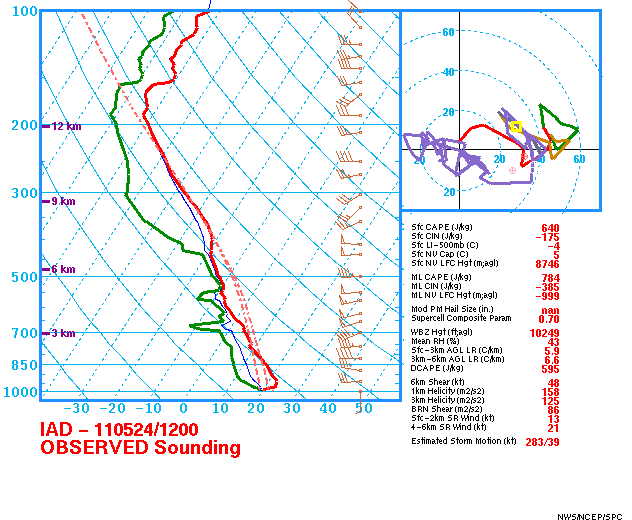 100
60
40
20
12 km
200
20
20
40
60
20
300
9 km
Sfc CAPE (J/kg) 640
Sfc CIN (J/kg) -175
Sfc LI-500mb (C) -4
Sfc NV Cap (C) 5
Sfc NV LFC Hgt (m;agl) 8746
6 km
500
ML CAPE (J/kg) 784
ML CIN (J/kg) -385
ML NV LFC Hgt(m;agl) -999
Mod PM Hail Size (in.) nan
Supercell Composite Param 0.70
700
3 km
WBZ Hgt (ft;agl) 10249
Mean RH (%) 43
Sfc-3km AGL LR (C/km) 5.9
3km-6km AGL LR (C/km) 6.6
DCAPE (J/kg) 595
850
1000
6km Shear (kt) 48
1km Helicity (m2/s2) 158
3km Helicity (m2/s2) 125
BRN Shear (m2/s2) 86
Sfc-2km SR Wind (kt) 13
4-6km SR Wind (kt) 21
-30 -20 -10 0 10 20 30 40 50
Estimated Storm Motion (kt) 283/39
IAD - 110524/1200
OBSERVED Sounding
NWS/NCEP/SPC